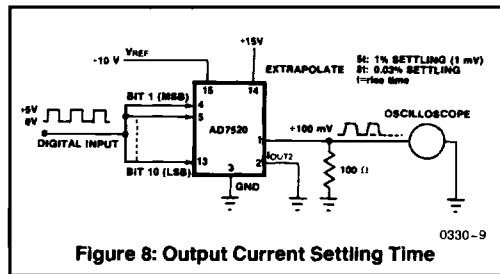 VREF
-10 V
+15V
EXTRAPOLATE
5t: 1% SETTLING (1 mV)
8t: 0.03% SETTLING
t=rise time
15
14
BIT 1 (MSB)
4
5
+5V
0V
DIGITAL INPUT
AD7520
1
+100 mV
OSCILLOSCOPE
2
IOUT2
100 Ω
13
BIT 10 (LSB)
3
GND
0330-9
Figure 8: Output Current Settling Time